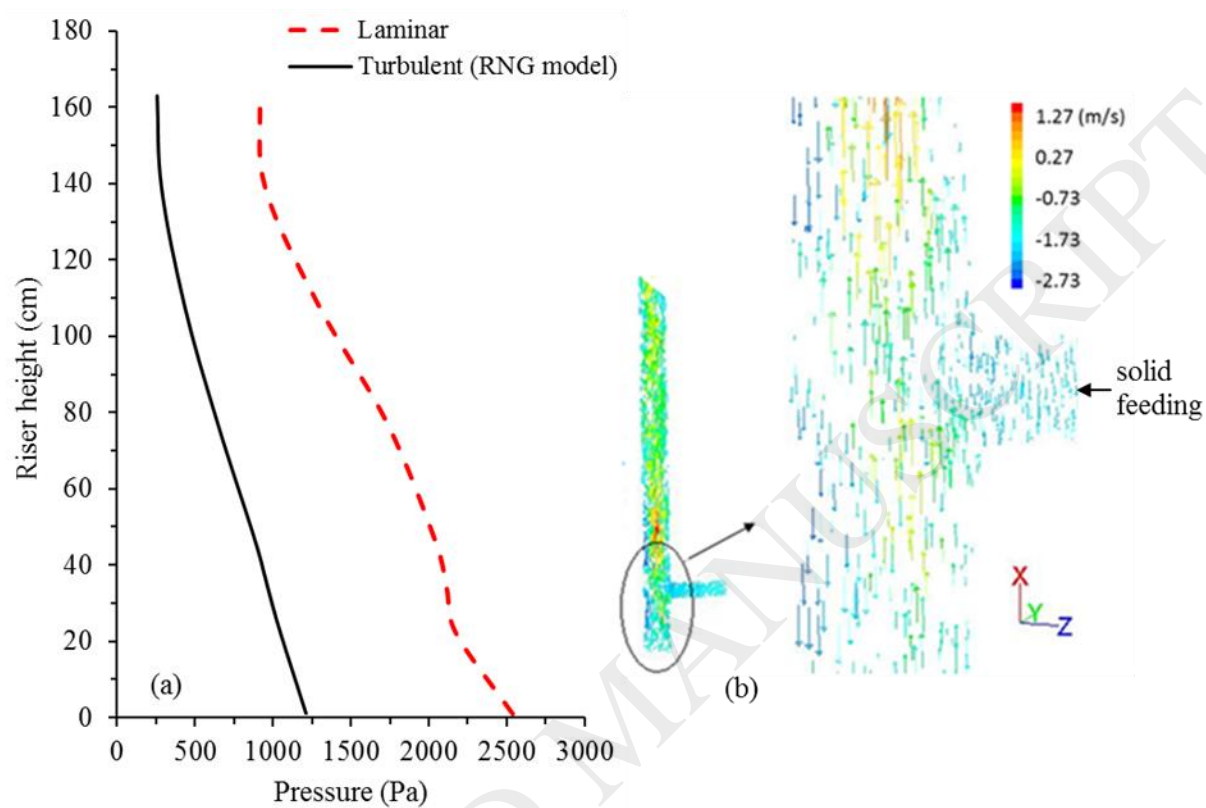 180
160
140
120
100
80
60
40
20
0
Riser height (cm)
Laminar
Turbulent (RNG model)
(a)
0 500 1000 1500 2000 2500 3000
Pressure (Pa)
1.27 (m/s)
0.27
-0.73
-1.73
-2.73
solid
feeding
X
Y
Z
(b)
MANUSCRIPT